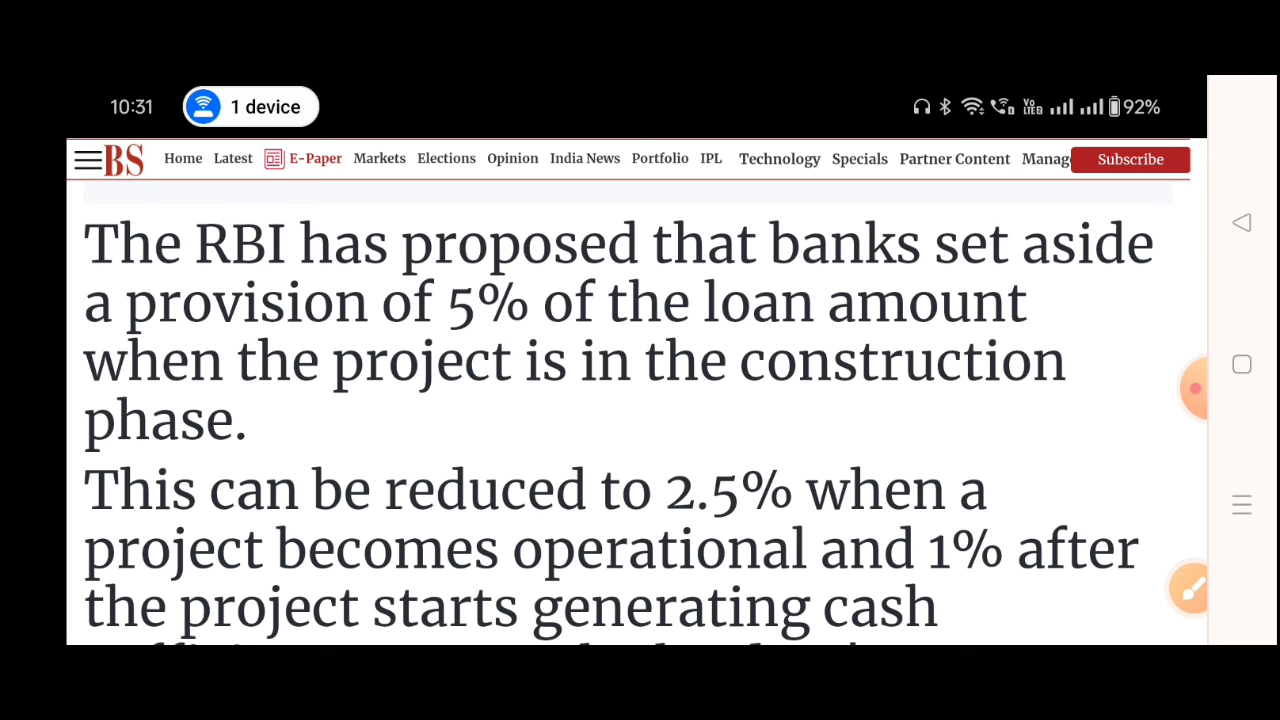 10:31 1 device 92%
BS Home Latest E-Paper Markets Elections Opinion India News Portfolio IPL Technology Specials Partner Content Manag Subscribe
The RBI has proposed that banks set aside
a provision of 5% of the loan amount
when the project is in the construction
phase.
This can be reduced to 2.5% when a
project becomes operational and 1% after
the project starts generating cash